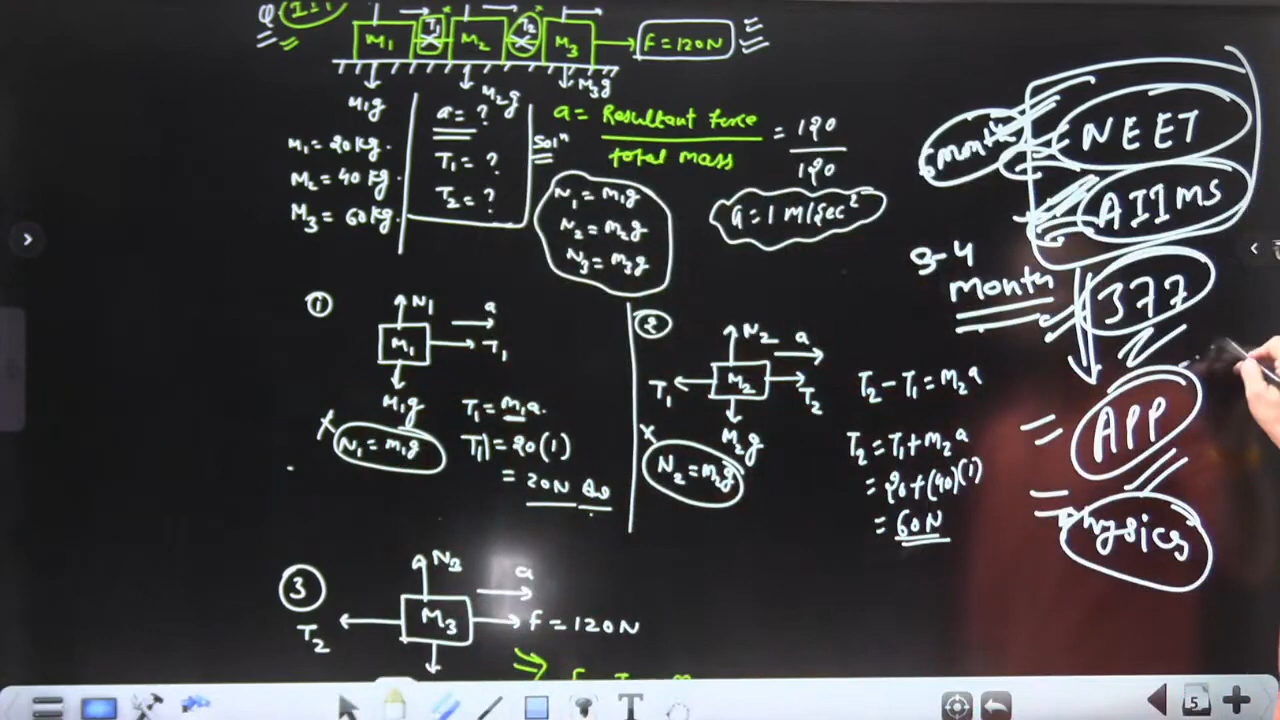 Q
M₁ T₁ M₂ T₂ M₃ F = 120N
M₁g M₂g M₃g
M₁ = 20 kg.
M₂ = 40 kg.
M₃ = 60 kg.
a = ?
T₁ = ?
T₂ = ?
Solⁿ
a = Resultant force / total mass = 120 / 120
a = 1 M/sec²
N₁ = m₁g
N₂ = m₂g
N₃ = m₃g
① N₁ a
M₁ T₁
M₁g
N₁ = m₁g
T₁ = m₁a.
T₁ = 20(1)
= 20N
② N₂ a
T₁ M₂ T₂
M₂g
N₂ = m₂g
T₂ - T₁ = m₂a
T₂ = T₁ + m₂a
= 20 + (40)(1)
= 60N
③ N₃ a
T₂ M₃ f = 120N
month NEET
AIIMS
3-4 month 377
APP
Physics
T
5